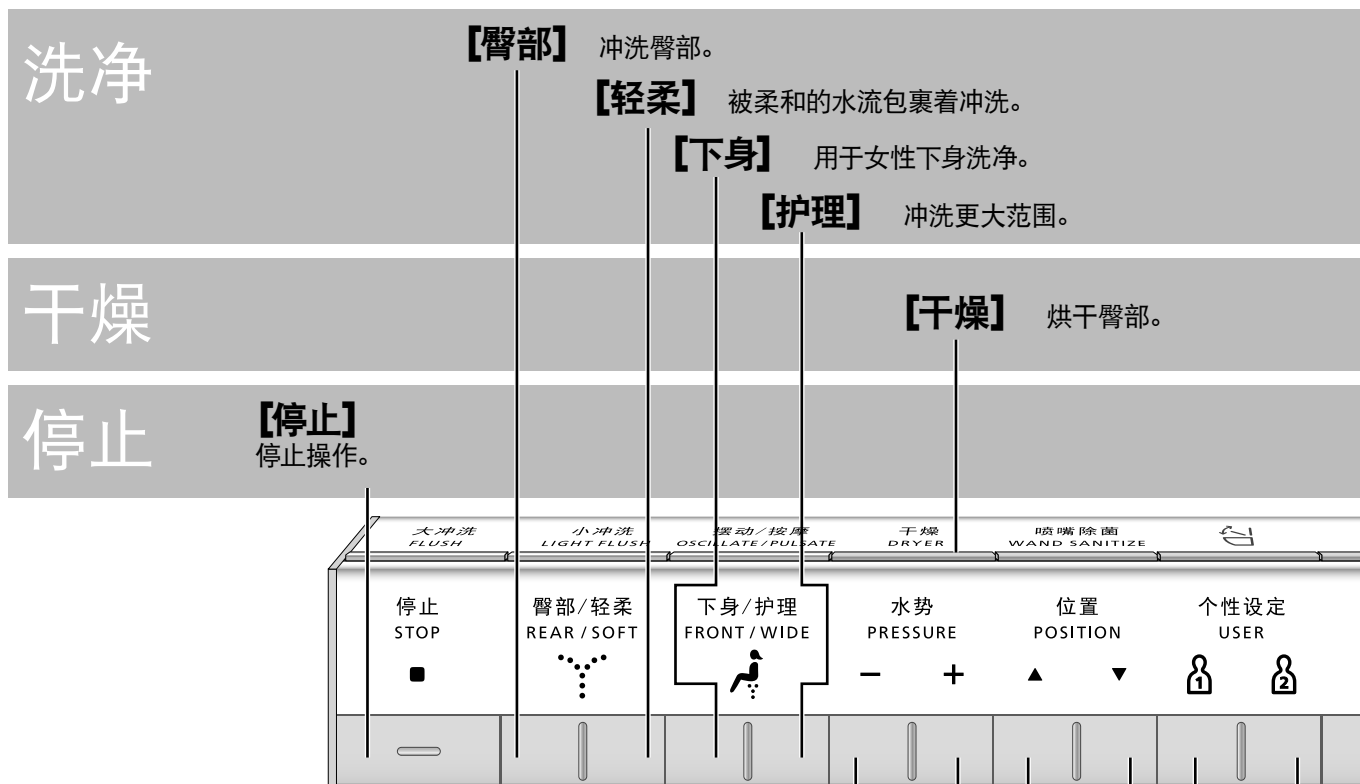 洗净
【臀部】 冲洗臀部。
【轻柔】 被柔和的水流包裹着冲洗。
【下身】 用于女性下身洗净。
【护理】 冲洗更大范围。
干燥
【干燥】 烘干臀部。
停止
【停止】
停止操作。
大冲洗 小冲洗 摆动/按摩 干燥 喷嘴除菌
FLUSH LIGHT FLUSH OSCILLATE/PULSATE DRYER WAND SANITIZE
停止 臀部/轻柔 下身/护理 水势 位置 个性设定
STOP REAR/SOFT FRONT/WIDE PRESSURE POSITION USER
− + ▲ ▼ 1 2